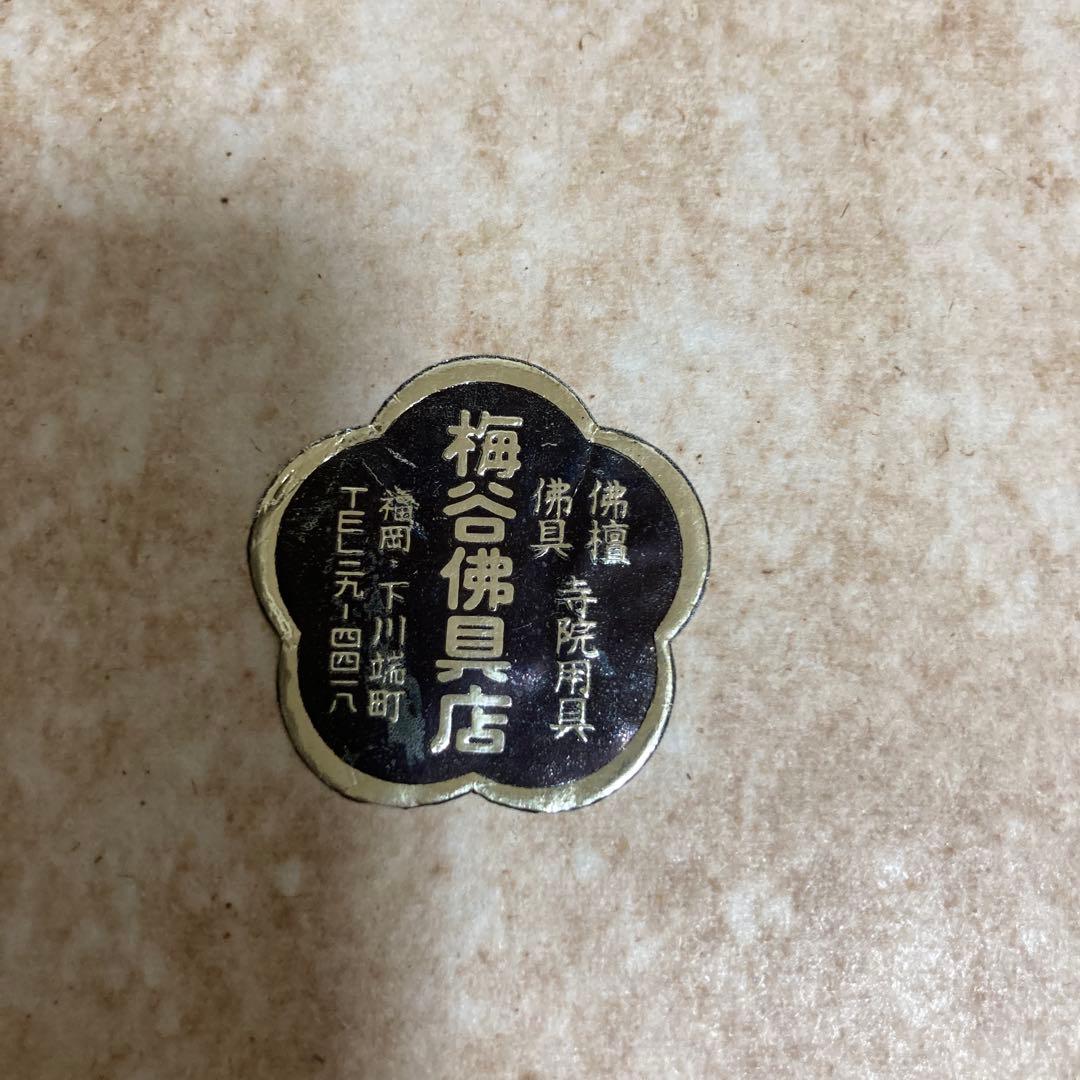 佛檀
佛具
寺院用具
梅谷佛具店
福岡・下川端町
TEL二九-四四二八